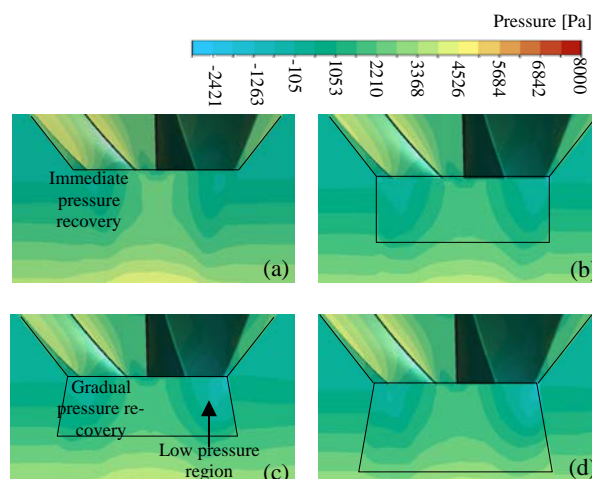 Pressure [Pa]
-2421
-1263
-105
1053
2210
3368
4526
5684
6842
8000
Immediate
pressure
recovery
(a)
(b)
Gradual
pressure re-
covery
Low pressure
region
(c)
(d)